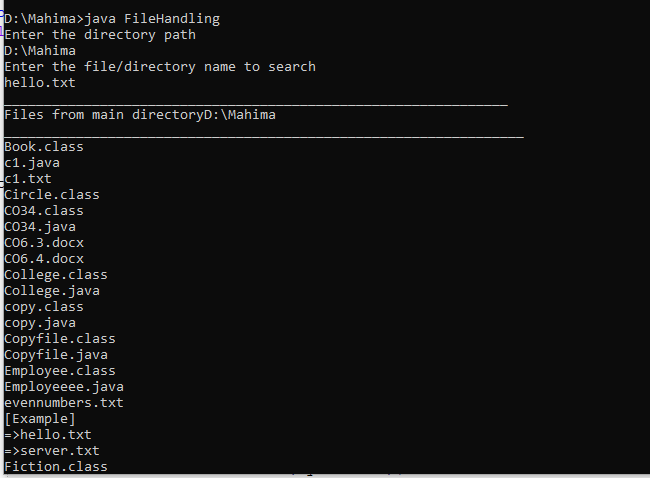 D:\Mahima>java FileHandling
Enter the directory path
D:\Mahima
Enter the file/directory name to search
hello.txt
_______________________________________________________________
Files from main directoryD:\Mahima
_________________________________________________________________
Book.class
c1.java
c1.txt
Circle.class
CO34.class
CO34.java
CO6.3.docx
CO6.4.docx
College.class
College.java
copy.class
copy.java
Copyfile.class
Copyfile.java
Employee.class
Employeeee.java
evennumbers.txt
[Example]
=>hello.txt
=>server.txt
Fiction.class